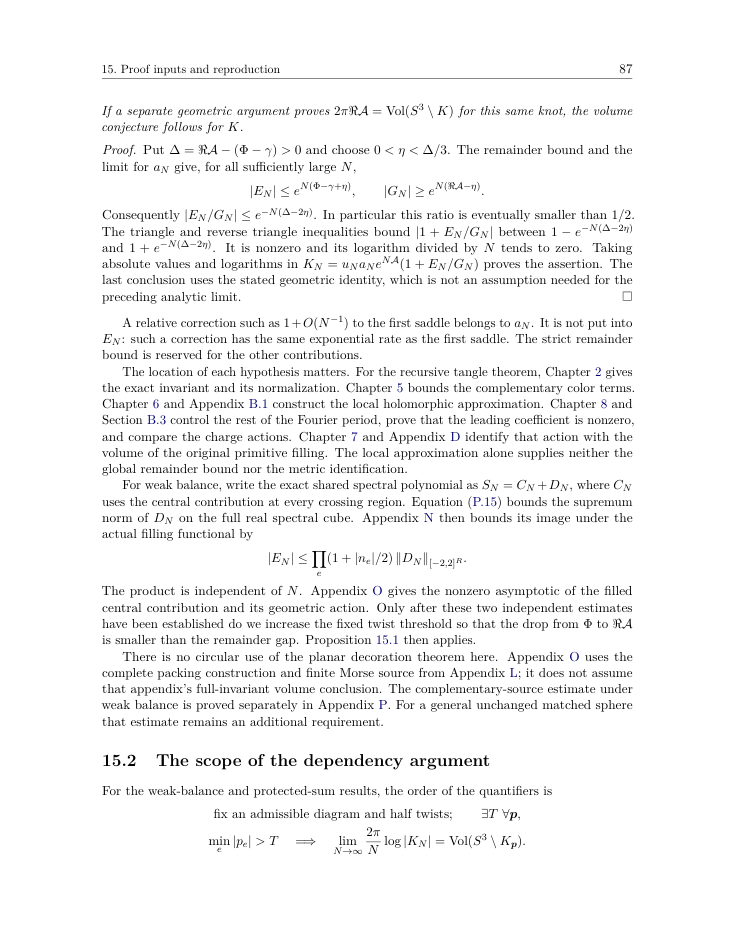 15. Proof inputs and reproduction 87
If a separate geometric argument proves 2πℜ𝒜 = Vol(S³ \ K) for this same knot, the volume
conjecture follows for K.
Proof. Put Δ = ℜ𝒜 − (Φ − γ) > 0 and choose 0 < η < Δ/3. The remainder bound and the
limit for a_N give, for all sufficiently large N,
|E_N| ≤ e^{N(Φ−γ+η)}, |G_N| ≥ e^{N(ℜ𝒜−η)}.
Consequently |E_N/G_N| ≤ e^{−N(Δ−2η)}. In particular this ratio is eventually smaller than 1/2.
The triangle and reverse triangle inequalities bound |1 + E_N/G_N| between 1 − e^{−N(Δ−2η)}
and 1 + e^{−N(Δ−2η)}. It is nonzero and its logarithm divided by N tends to zero. Taking
absolute values and logarithms in K_N = u_N a_N e^{N𝒜}(1 + E_N/G_N) proves the assertion. The
last conclusion uses the stated geometric identity, which is not an assumption needed for the
preceding analytic limit. □
A relative correction such as 1+O(N^{−1}) to the first saddle belongs to a_N. It is not put into
E_N: such a correction has the same exponential rate as the first saddle. The strict remainder
bound is reserved for the other contributions.
The location of each hypothesis matters. For the recursive tangle theorem, Chapter 2 gives
the exact invariant and its normalization. Chapter 5 bounds the complementary color terms.
Chapter 6 and Appendix B.1 construct the local holomorphic approximation. Chapter 8 and
Section B.3 control the rest of the Fourier period, prove that the leading coefficient is nonzero,
and compare the charge actions. Chapter 7 and Appendix D identify that action with the
volume of the original primitive filling. The local approximation alone supplies neither the
global remainder bound nor the metric identification.
For weak balance, write the exact shared spectral polynomial as S_N = C_N + D_N, where C_N
uses the central contribution at every crossing region. Equation (P.15) bounds the supremum
norm of D_N on the full real spectral cube. Appendix N then bounds its image under the
actual filling functional by
|E_N| ≤ ∏_e (1 + |n_e|/2) ‖D_N‖_{[−2,2]^R}.
The product is independent of N. Appendix O gives the nonzero asymptotic of the filled
central contribution and its geometric action. Only after these two independent estimates
have been established do we increase the fixed twist threshold so that the drop from Φ to ℜ𝒜
is smaller than the remainder gap. Proposition 15.1 then applies.
There is no circular use of the planar decoration theorem here. Appendix O uses the
complete packing construction and finite Morse source from Appendix L; it does not assume
that appendix's full-invariant volume conclusion. The complementary-source estimate under
weak balance is proved separately in Appendix P. For a general unchanged matched sphere
that estimate remains an additional requirement.
15.2 The scope of the dependency argument
For the weak-balance and protected-sum results, the order of the quantifiers is
fix an admissible diagram and half twists; ∃T ∀p,
min_e |p_e| > T ⟹ lim_{N→∞} 2π/N log |K_N| = Vol(S³ \ K_p).